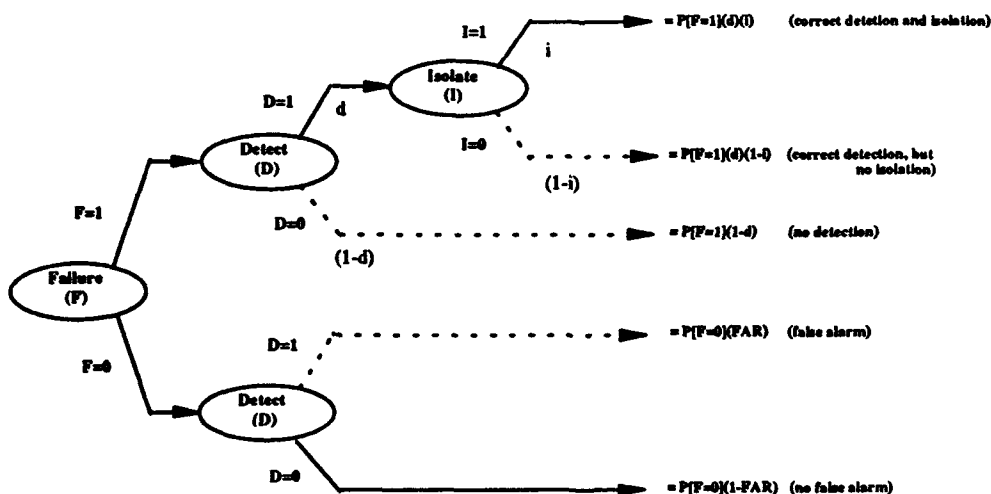 I=1
i
= P[F=1](d)(i) (correct detetion and isolation)
Isolate
(I)
D=1
d
I=0
(1-i)
= P[F=1](d)(1-i) (correct detection, but
no isolation)
Detect
(D)
F=1
D=0
(1-d)
= P[F=1](1-d) (no detection)
Failure
(F)
D=1
= P[F=0](FAR) (false alarm)
F=0
Detect
(D)
D=0
= P[F=0](1-FAR) (no false alarm)